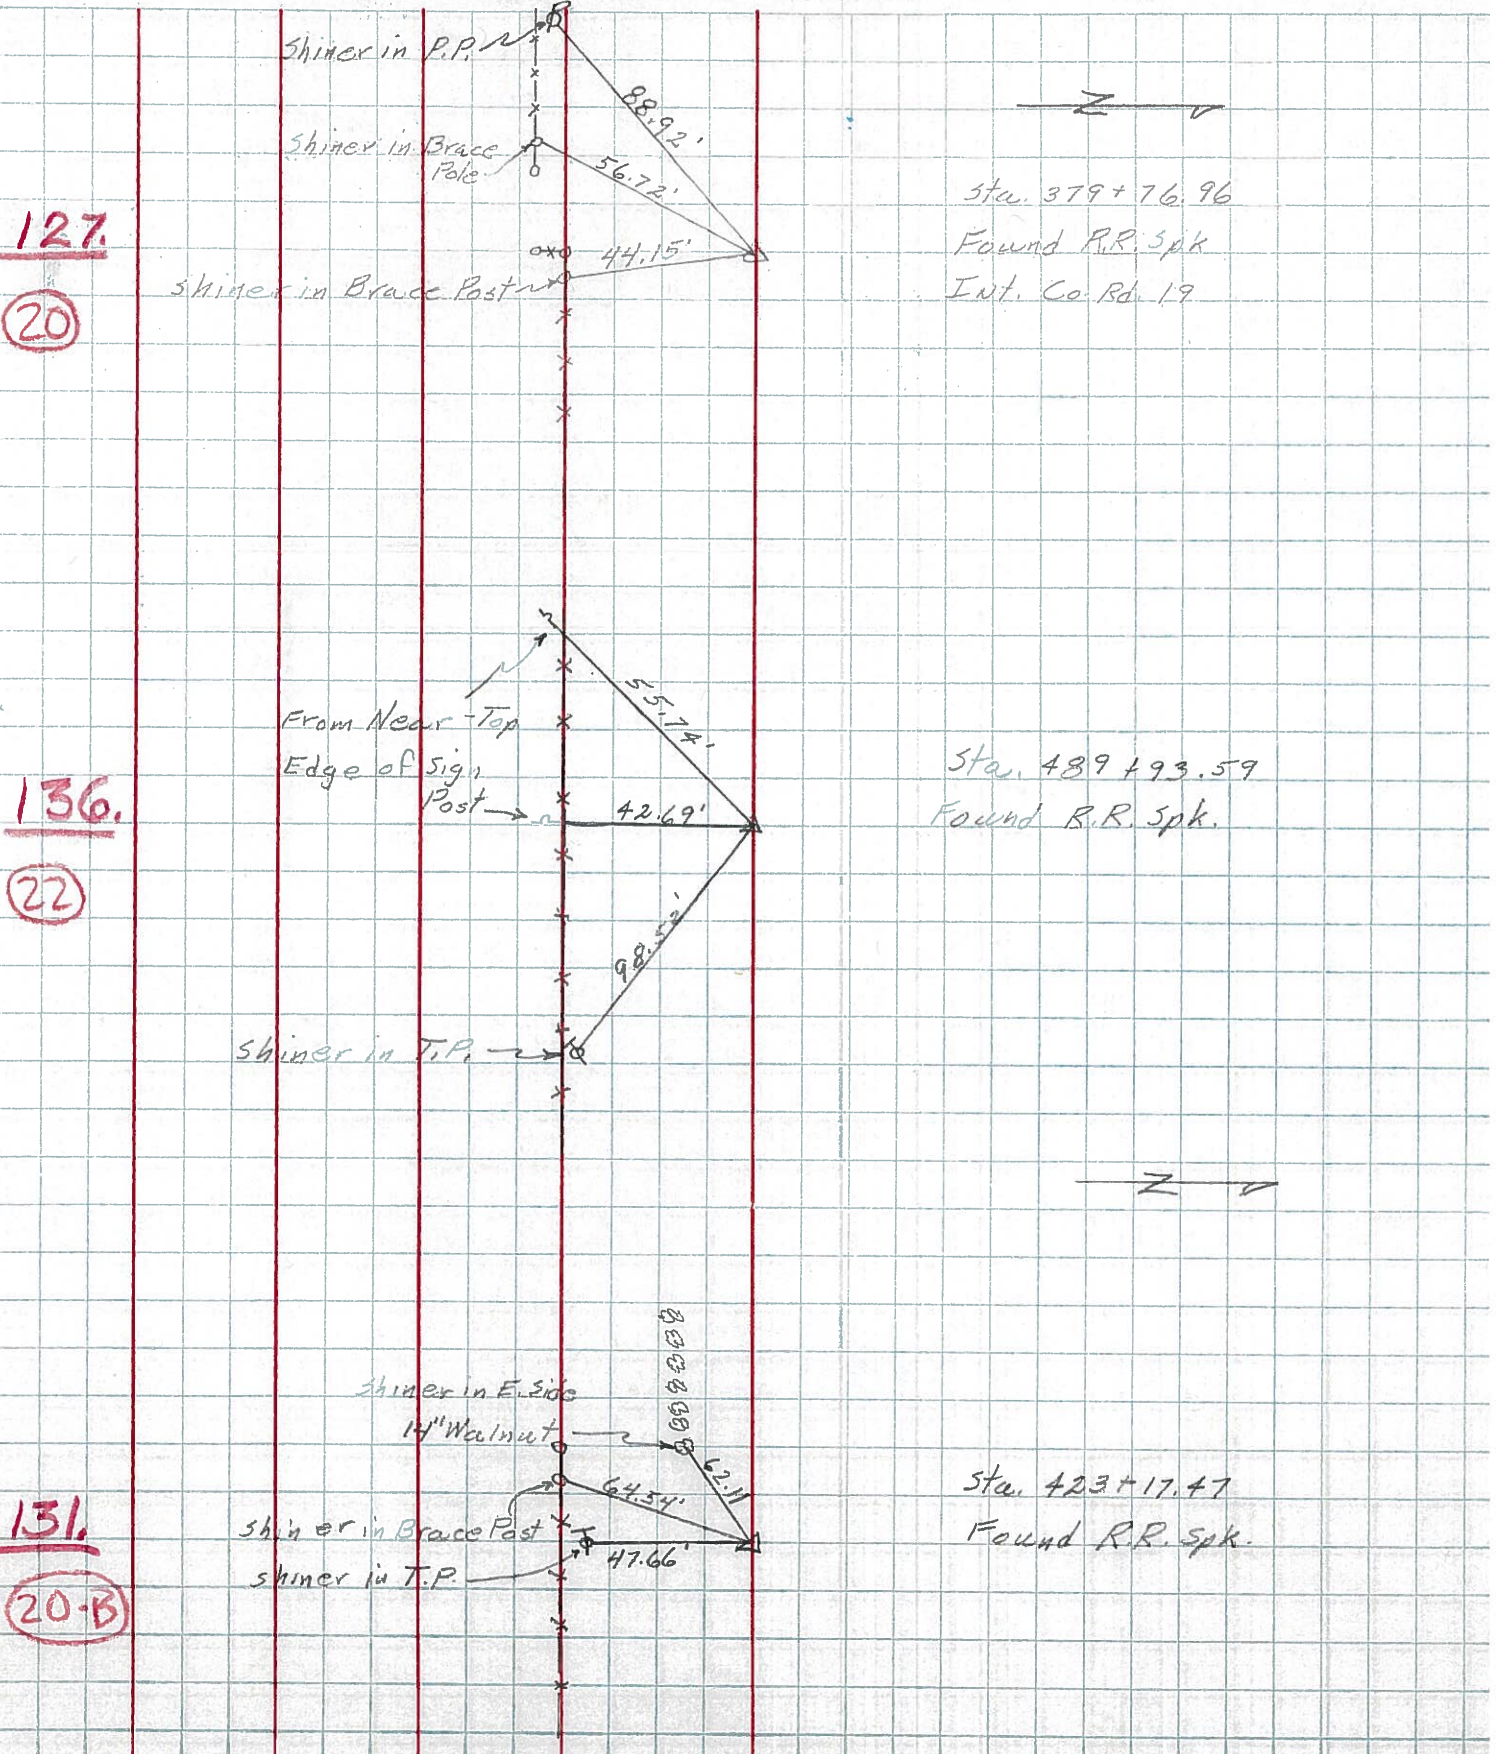 Shiner in P.P.
88.92'
Z
Shiner in Brace
Pole
56.72'
Sta. 379+76.96
127.
44.15'
Found R.R. Spk
Shiner in Brace Post
Int. Co Rd. 19
20
55.74'
From Near-Top
Edge of Sign
Post
Sta. 489+93.59
136.
42.69'
Found R.R. Spk.
22
98.52'
Shiner in T.P.
Z
Shiner in E. Side
14" Walnut
62.11
64.54'
Sta. 423+17.47
131.
Shiner in Brace Post
Found R.R. Spk.
47.66'
Shiner in T.P.
20-B